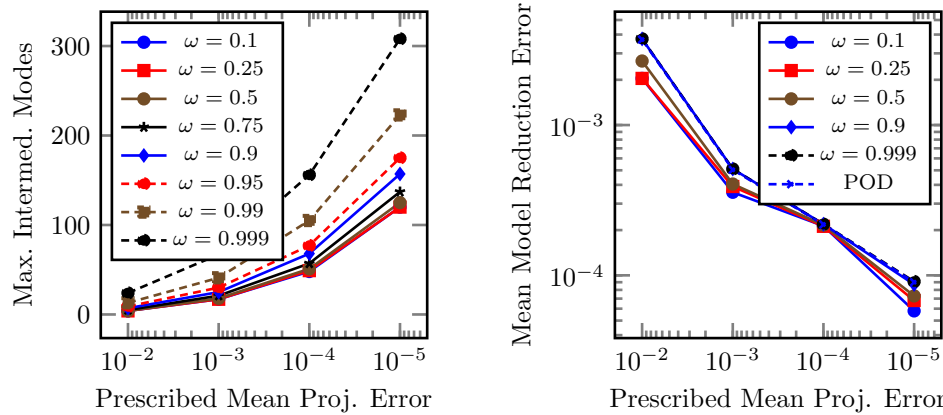 Max. Intermed. Modes
300
200
100
0
10^{-2}
10^{-3}
10^{-4}
10^{-5}
Prescribed Mean Proj. Error
ω = 0.1
ω = 0.25
ω = 0.5
ω = 0.75
ω = 0.9
ω = 0.95
ω = 0.99
ω = 0.999
Mean Model Reduction Error
10^{-3}
10^{-4}
10^{-2}
10^{-3}
10^{-4}
10^{-5}
Prescribed Mean Proj. Error
ω = 0.1
ω = 0.25
ω = 0.5
ω = 0.9
ω = 0.999
POD